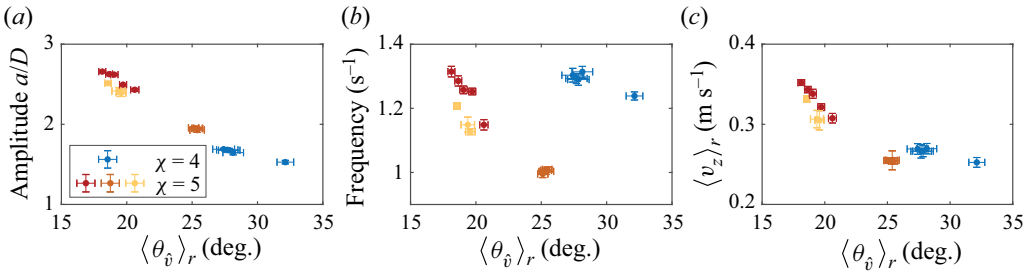 (a)
Amplitude a/D
3
2
1
15 20 25 30 35
⟨θ_v̂⟩_r (deg.)
χ = 4
χ = 5
(b)
Frequency (s⁻¹)
1.4
1.2
1
15 20 25 30 35
⟨θ_v̂⟩_r (deg.)
(c)
⟨v_z⟩_r (m s⁻¹)
0.4
0.3
0.2
15 20 25 30 35
⟨θ_v̂⟩_r (deg.)